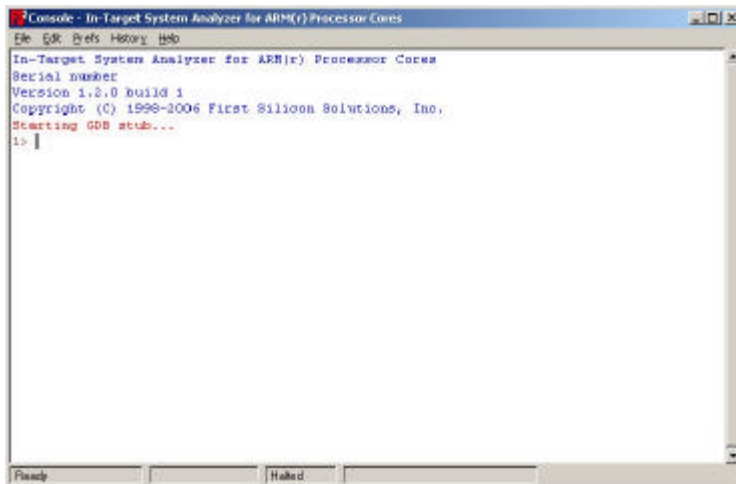 Console - In-Target System Analyzer for ARM(r) Processor Cores
File Edit Prefs History Help
In-Target System Analyzer for ARM(r) Processor Cores
Serial number
Version 1.2.0 build 1
Copyright (C) 1998-2006 First Silicon Solutions, Inc.
Starting GDB stub...
1>
Ready Halted